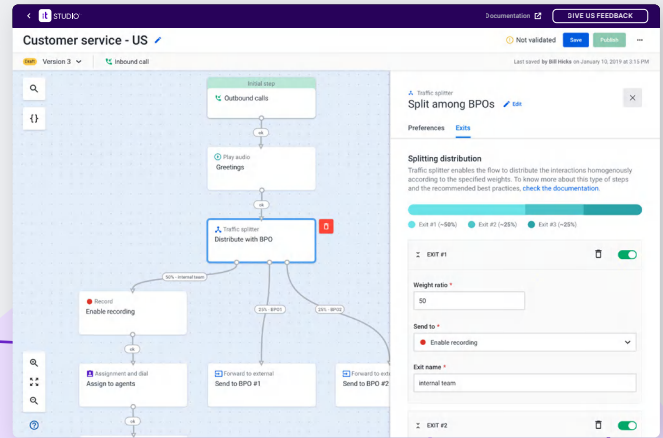 STUDIO
Documentation
GIVE US FEEDBACK
Customer service - US
Not validated
Save
Publish
DRAFT
Version 3
inbound call
Last saved by Bill Hicks on January 10, 2019 at 2:15 PM
Initial step
Outbound calls
ok
Play audio
Greetings
ok
Traffic splitter
Distribute with BPO
50% - internal team
25% - BPO1
25% - BPO2
Record
Enable recording
ok
Assignment and dial
Assign to agents
ok
Forward to external
Send to BPO #1
Forward to exte
Send to BPO #2
{}
Traffic splitter
Split among BPOs
Edit
Preferences
Exits
Splitting distribution
Traffic splitter enables the flow to distribute the interactions homogenously
according to the specified weights. To know more about this type of steps
and the recommended best practices, check the documentation.
Exit #1 (~50%)
Exit #2 (~25%)
Exit #3 (~25%)
EXIT #1
Weight ratio *
50
Send to *
Enable recording
Exit name *
internal team
EXIT #2